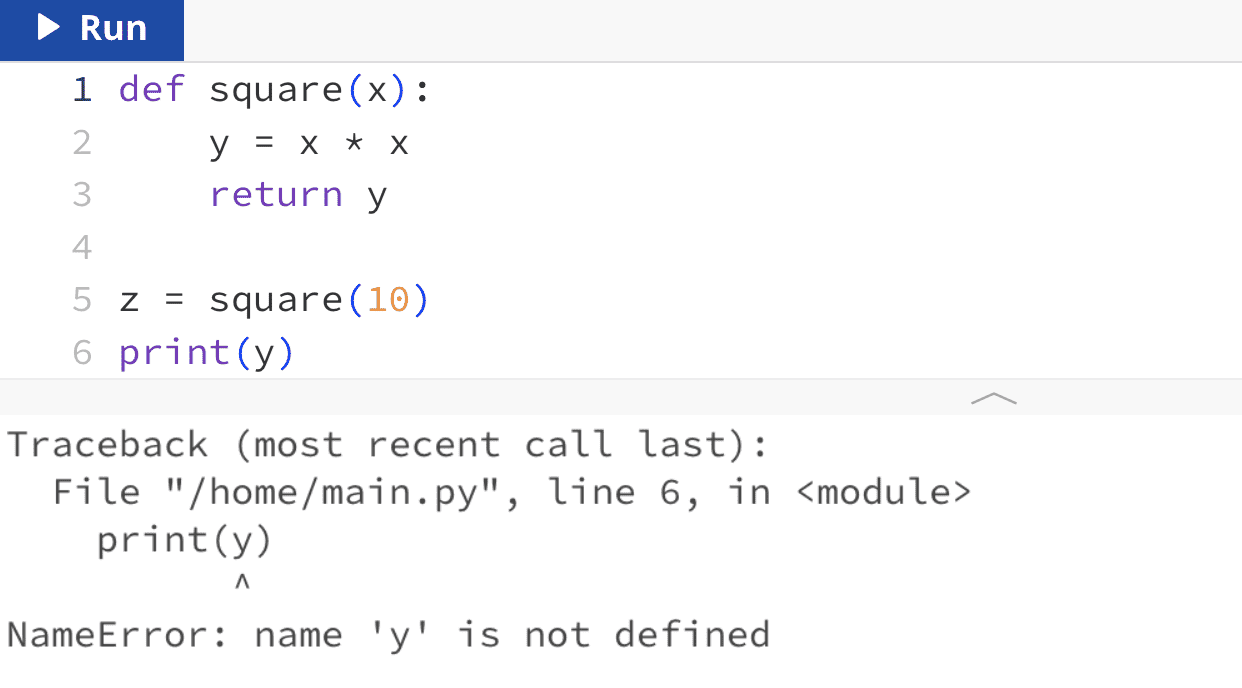 Run
1 def square(x):
2     y = x * x
3     return y
4
5 z = square(10)
6 print(y)
Traceback (most recent call last):
  File "/home/main.py", line 6, in <module>
    print(y)
          ^
NameError: name 'y' is not defined